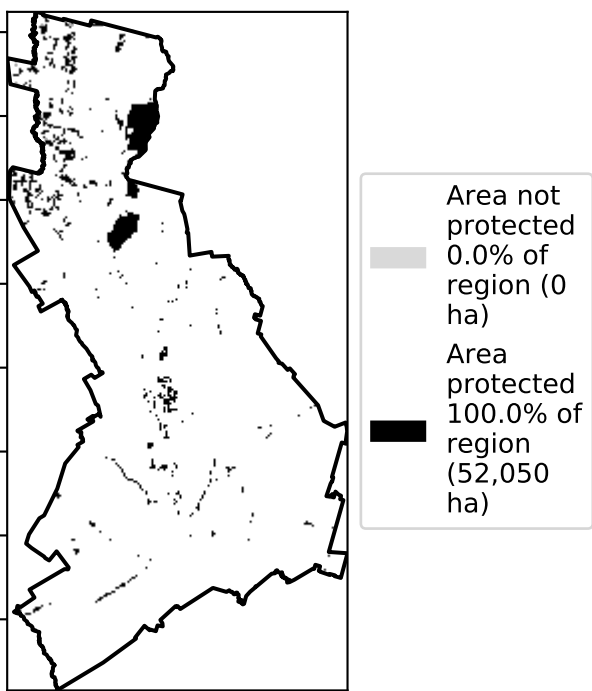 Area not
protected
0.0% of
region (0
ha)
Area
protected
100.0% of
region
(52,050
ha)